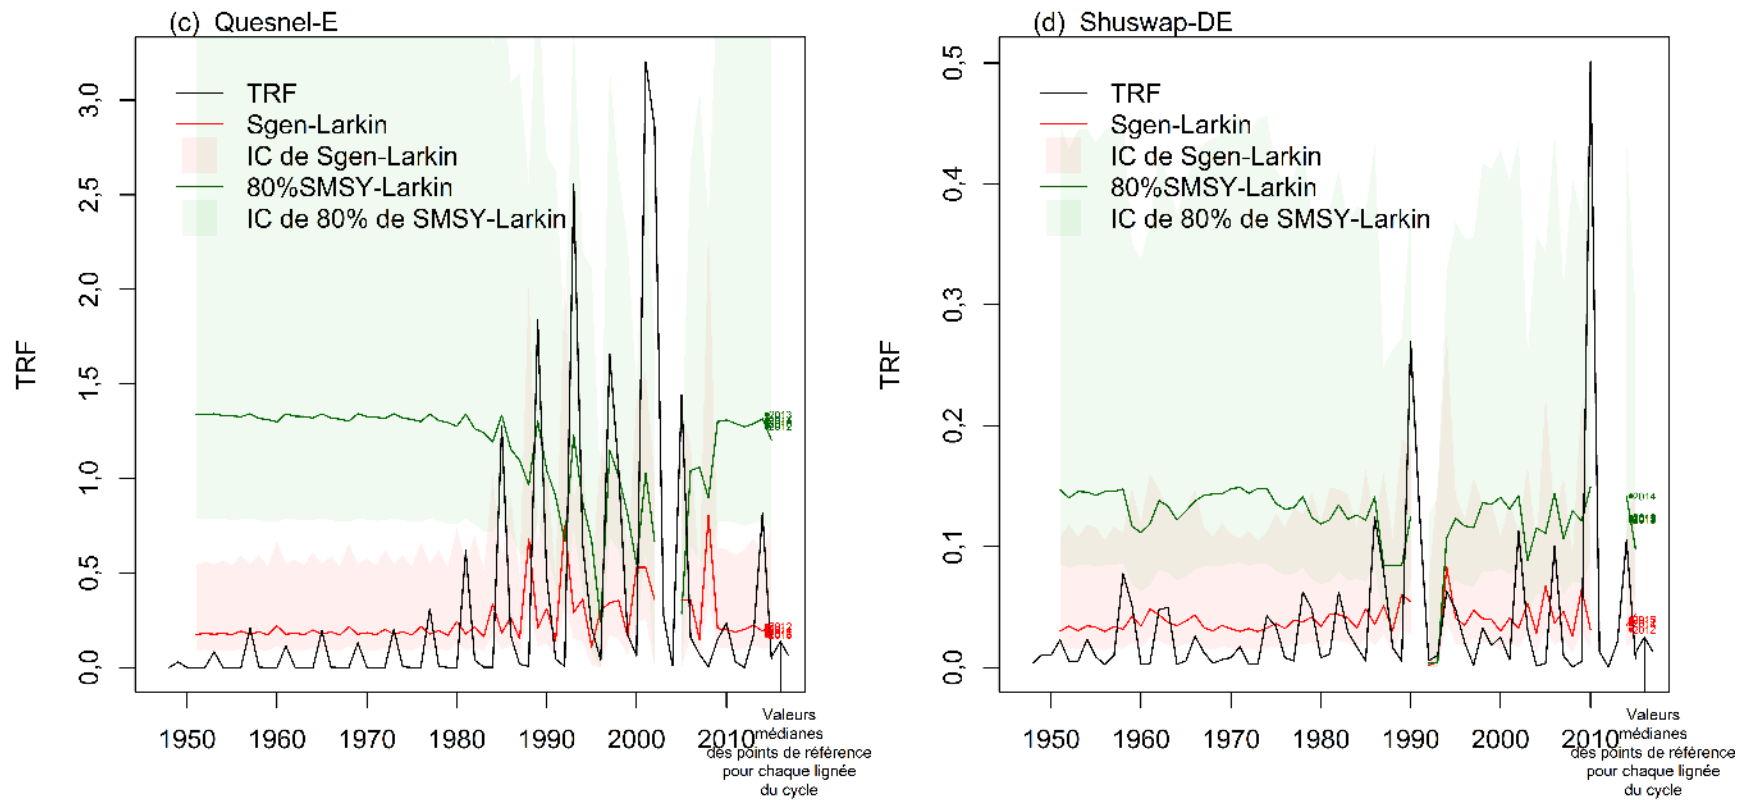 (c) Quesnel-E
TRF
Sgen-Larkin
IC de Sgen-Larkin
80%SMSY-Larkin
IC de 80% de SMSY-Larkin
TRF
0,0
0,5
1,0
1,5
2,0
2,5
3,0
2013
2012
2012
1950
1960
1970
1980
1990
2000
2010
Valeurs
médianes
des points de référence
pour chaque lignée
du cycle
(d) Shuswap-DE
TRF
Sgen-Larkin
IC de Sgen-Larkin
80%SMSY-Larkin
IC de 80% de SMSY-Larkin
TRF
0,0
0,1
0,2
0,3
0,4
0,5
2014
2012
1950
1960
1970
1980
1990
2000
2010
Valeurs
médianes
des points de référence
pour chaque lignée
du cycle